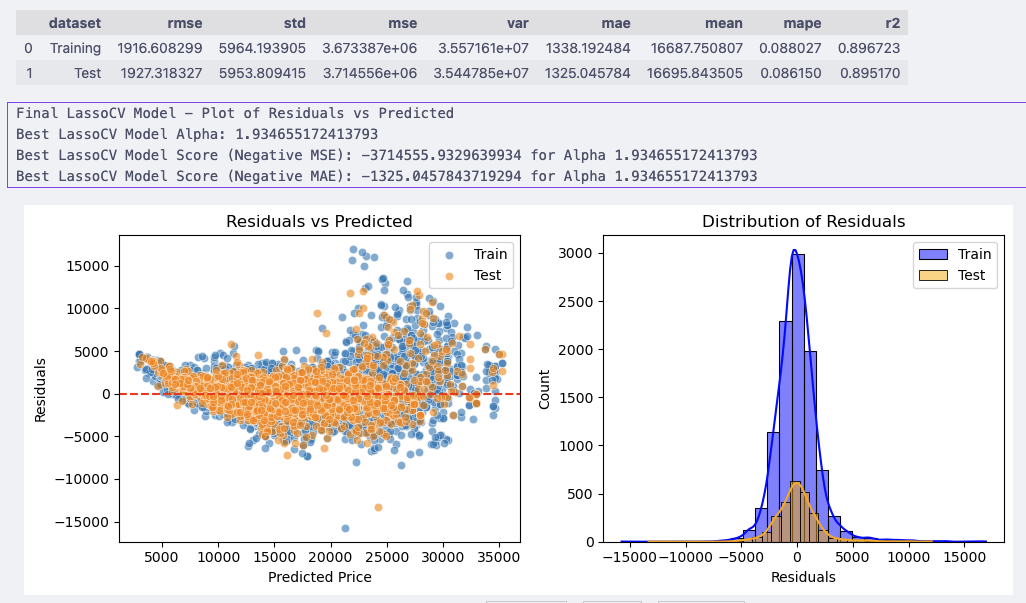 dataset rmse std mse var mae mean mape r2
0 Training 1916.608299 5964.193905 3.673387e+06 3.557161e+07 1338.192484 16687.750807 0.088027 0.896723
1 Test 1927.318327 5953.809415 3.714556e+06 3.544785e+07 1325.045784 16695.843505 0.086150 0.895170
Final LassoCV Model – Plot of Residuals vs Predicted
Best LassoCV Model Alpha: 1.934655172413793
Best LassoCV Model Score (Negative MSE): -3714555.9329639934 for Alpha 1.934655172413793
Best LassoCV Model Score (Negative MAE): -1325.0457843719294 for Alpha 1.934655172413793
Residuals vs Predicted
Train
Test
15000
10000
5000
0
−5000
−10000
−15000
Residuals
5000 10000 15000 20000 25000 30000 35000
Predicted Price
Distribution of Residuals
Train
Test
3000
2500
2000
1500
1000
500
0
Count
−15000 −10000 −5000 0 5000 10000 15000
Residuals